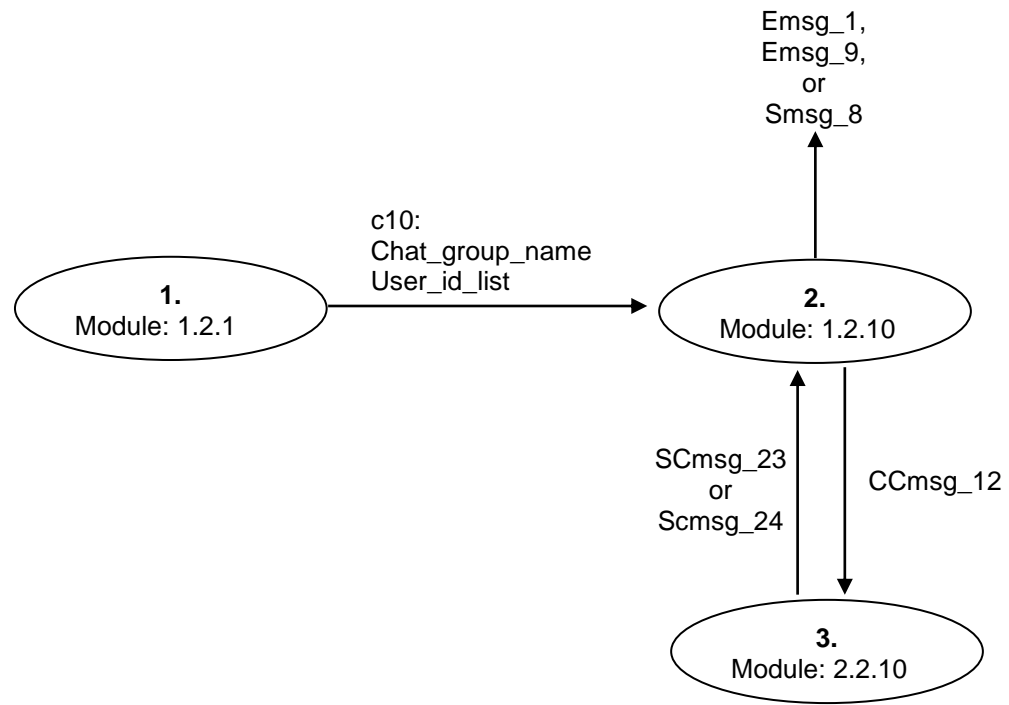 Emsg_1,
Emsg_9,
or
Smsg_8
c10:
Chat_group_name
User_id_list
1.
Module: 1.2.1
2.
Module: 1.2.10
SCmsg_23
or
Scmsg_24
CCmsg_12
3.
Module: 2.2.10